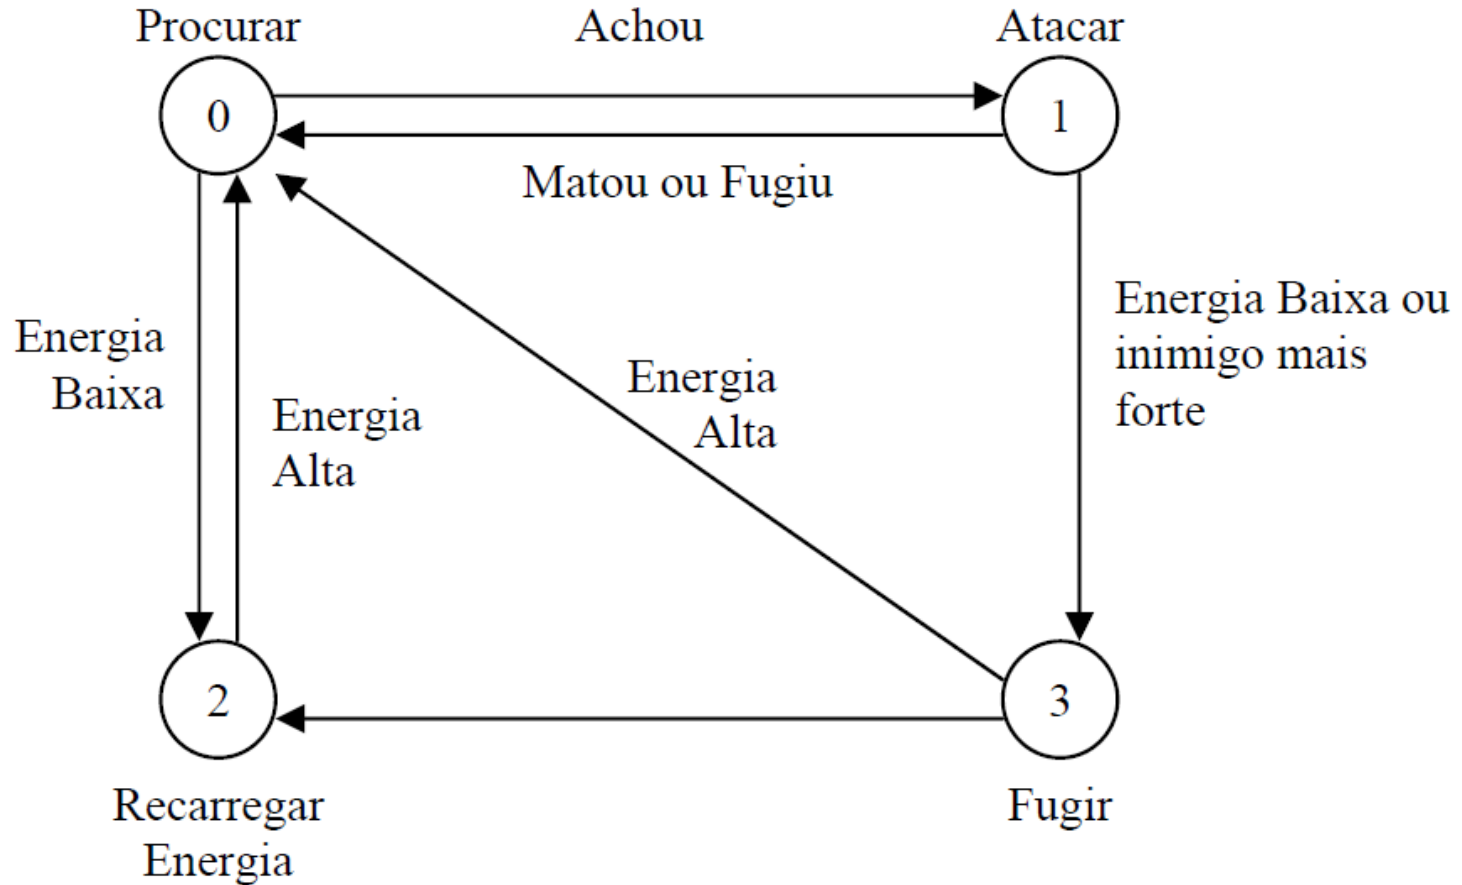 Procurar
Achou
Atacar
0
1
Matou ou Fugiu
Energia Baixa ou
inimigo mais
forte
Energia
Baixa
Energia
Alta
Energia
Alta
2
3
Recarregar
Energia
Fugir